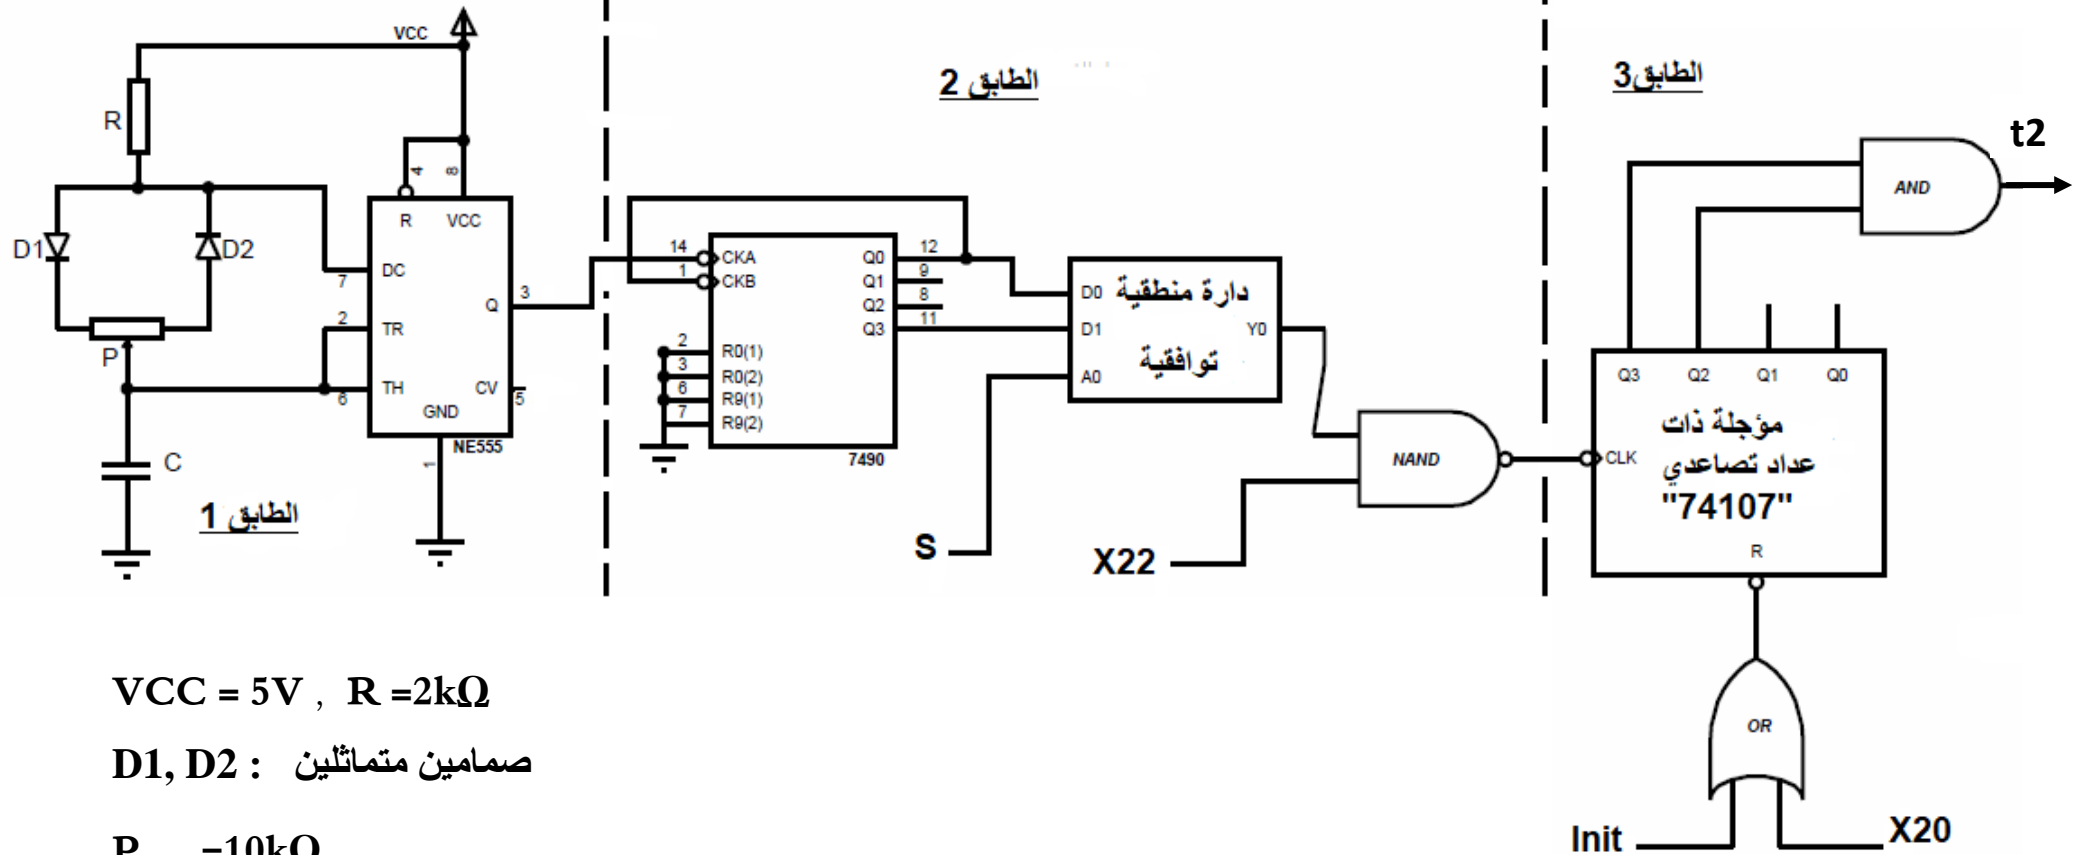 VCC
R
D1
D2
P
C
4
8
R
VCC
7
DC
2
TR
6
TH
Q
3
CV
5
GND
NE555
1
الطابق 1
الطابق 2
14
CKA
1
CKB
Q0
12
Q1
9
Q2
8
Q3
11
2
R0(1)
3
R0(2)
6
R9(1)
7
R9(2)
7490
D0
دارة منطقية
D1
Y0
توافقية
A0
S
X22
NAND
الطابق3
AND
t2
Q3
Q2
Q1
Q0
مؤجلة ذات
CLK
عداد تصاعدي
"74107"
R
OR
Init
X20
VCC = 5V , R =2kΩ
D1, D2 : صمامين متماثلين
P =10kΩ